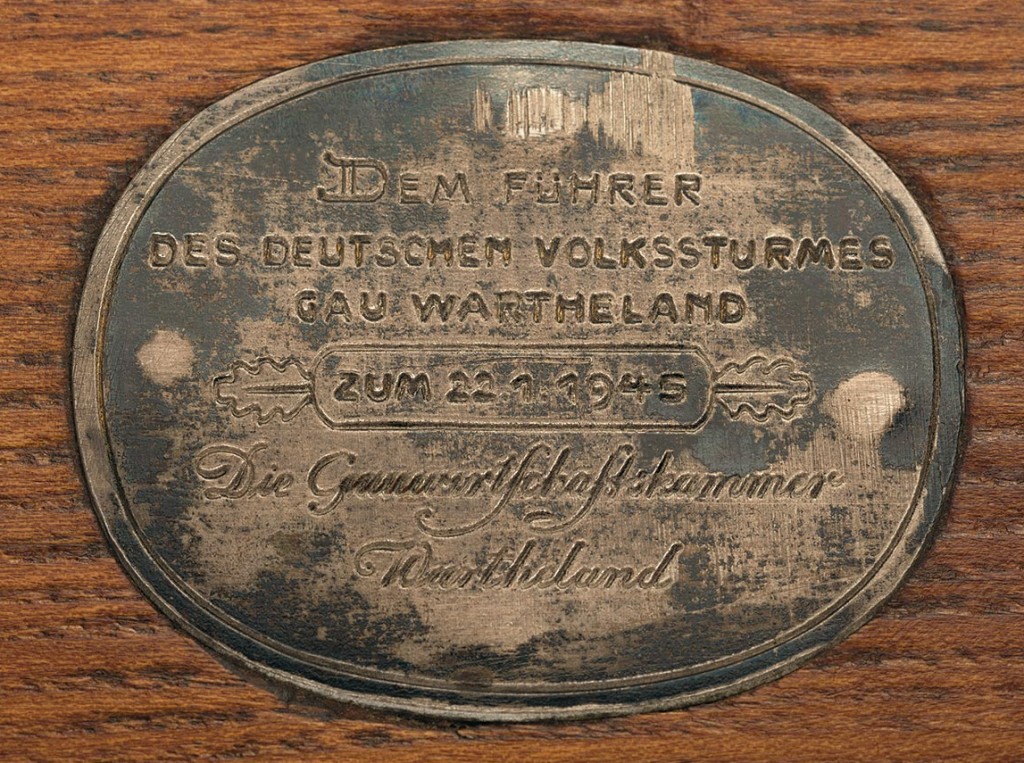 DEM FÜHRER
DES DEUTSCHEN VOLKSSTURMES
GAU WARTHELAND
ZUM 22·1·1945
Die Gauwirtschaftskammer
Wartheland